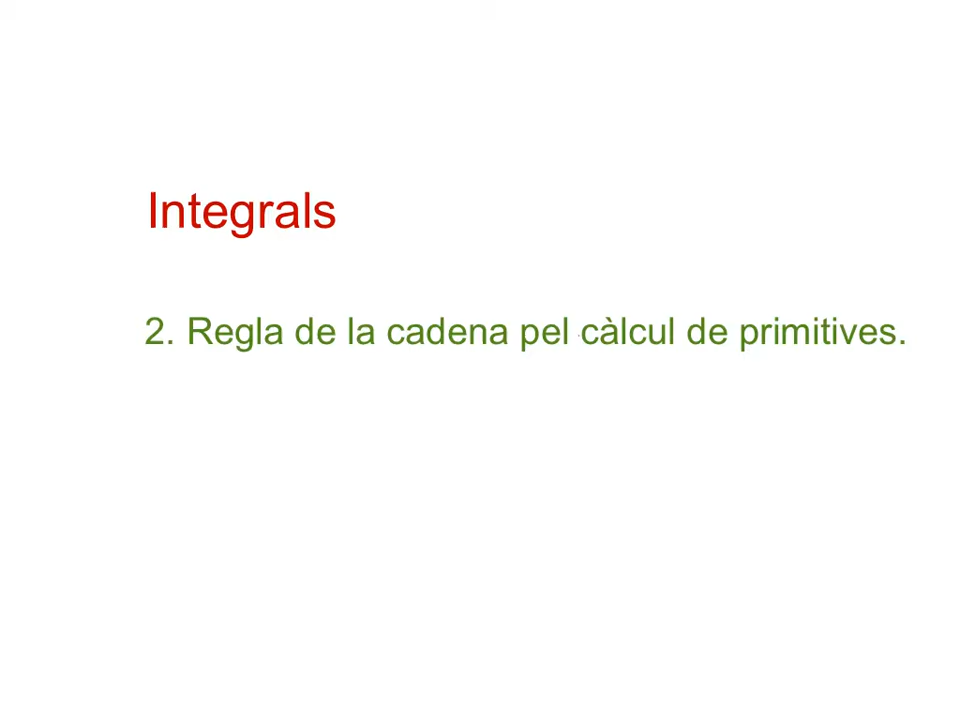 Integrals
2. Regla de la cadena pel càlcul de primitives.